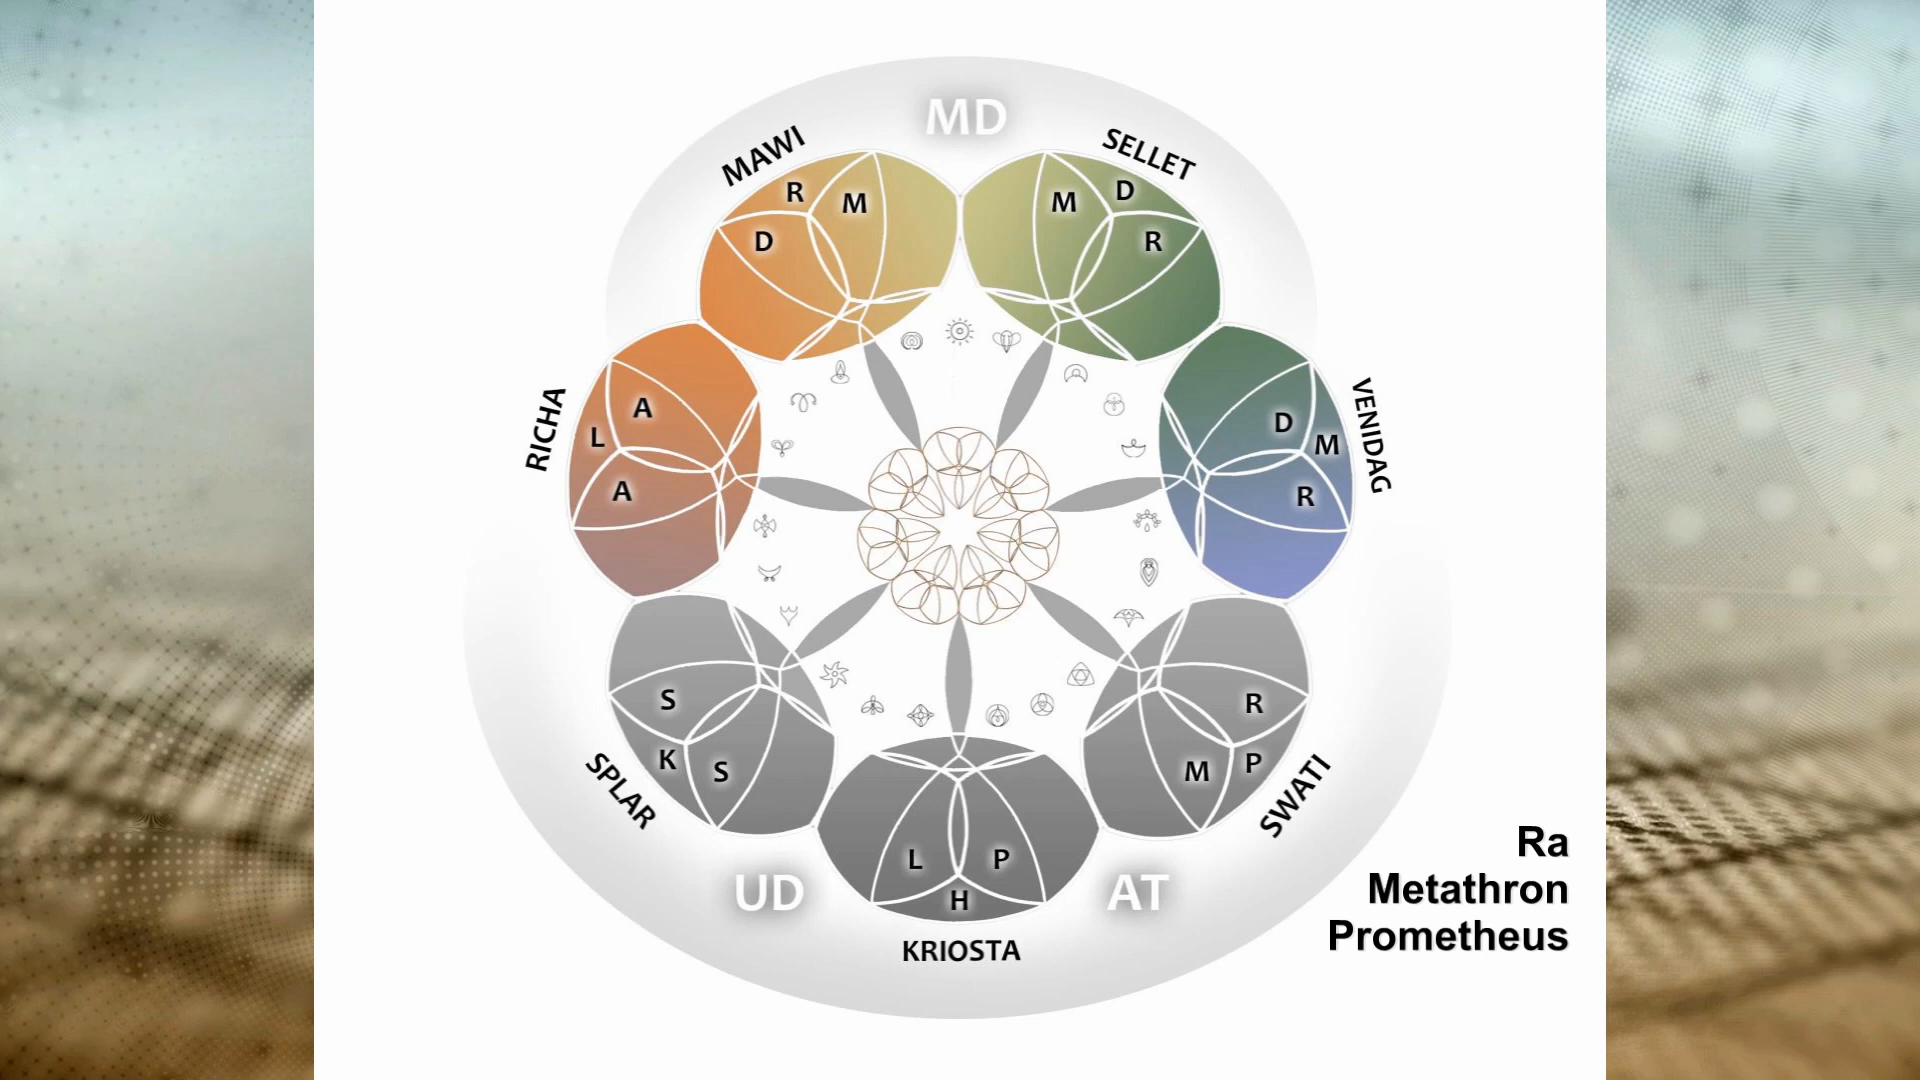 MD
MAWI
SELLET
R
M
M
D
D
R
RICHA
VENIDAG
A
L
A
D
M
R
S
K
S
R
M
P
SPLAR
SWATI
L
P
H
UD
AT
KRIOSTA
Ra
Metathron
Prometheus